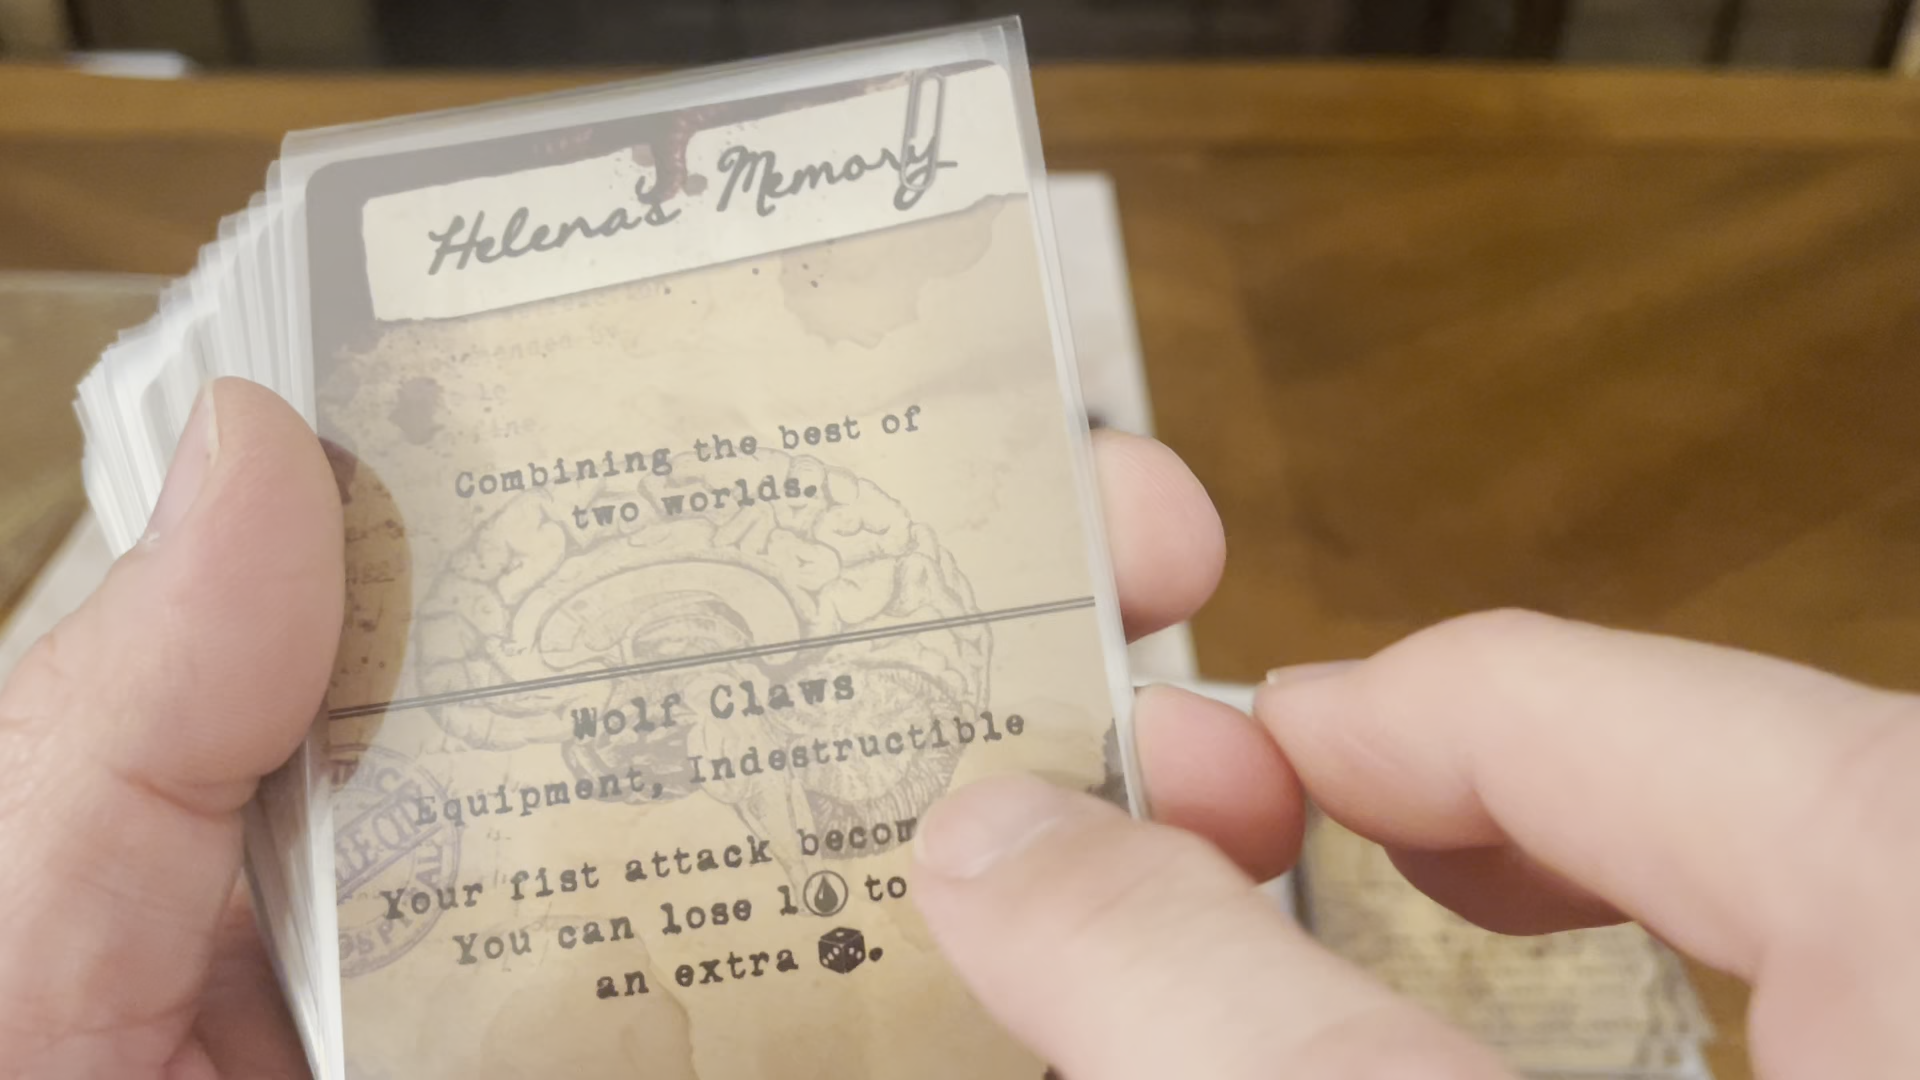 Helena's Memory
Combining the best of
two worlds.
Wolf Claws
Equipment, Indestructible
Your fist attack
You can lose 1 to
an extra .